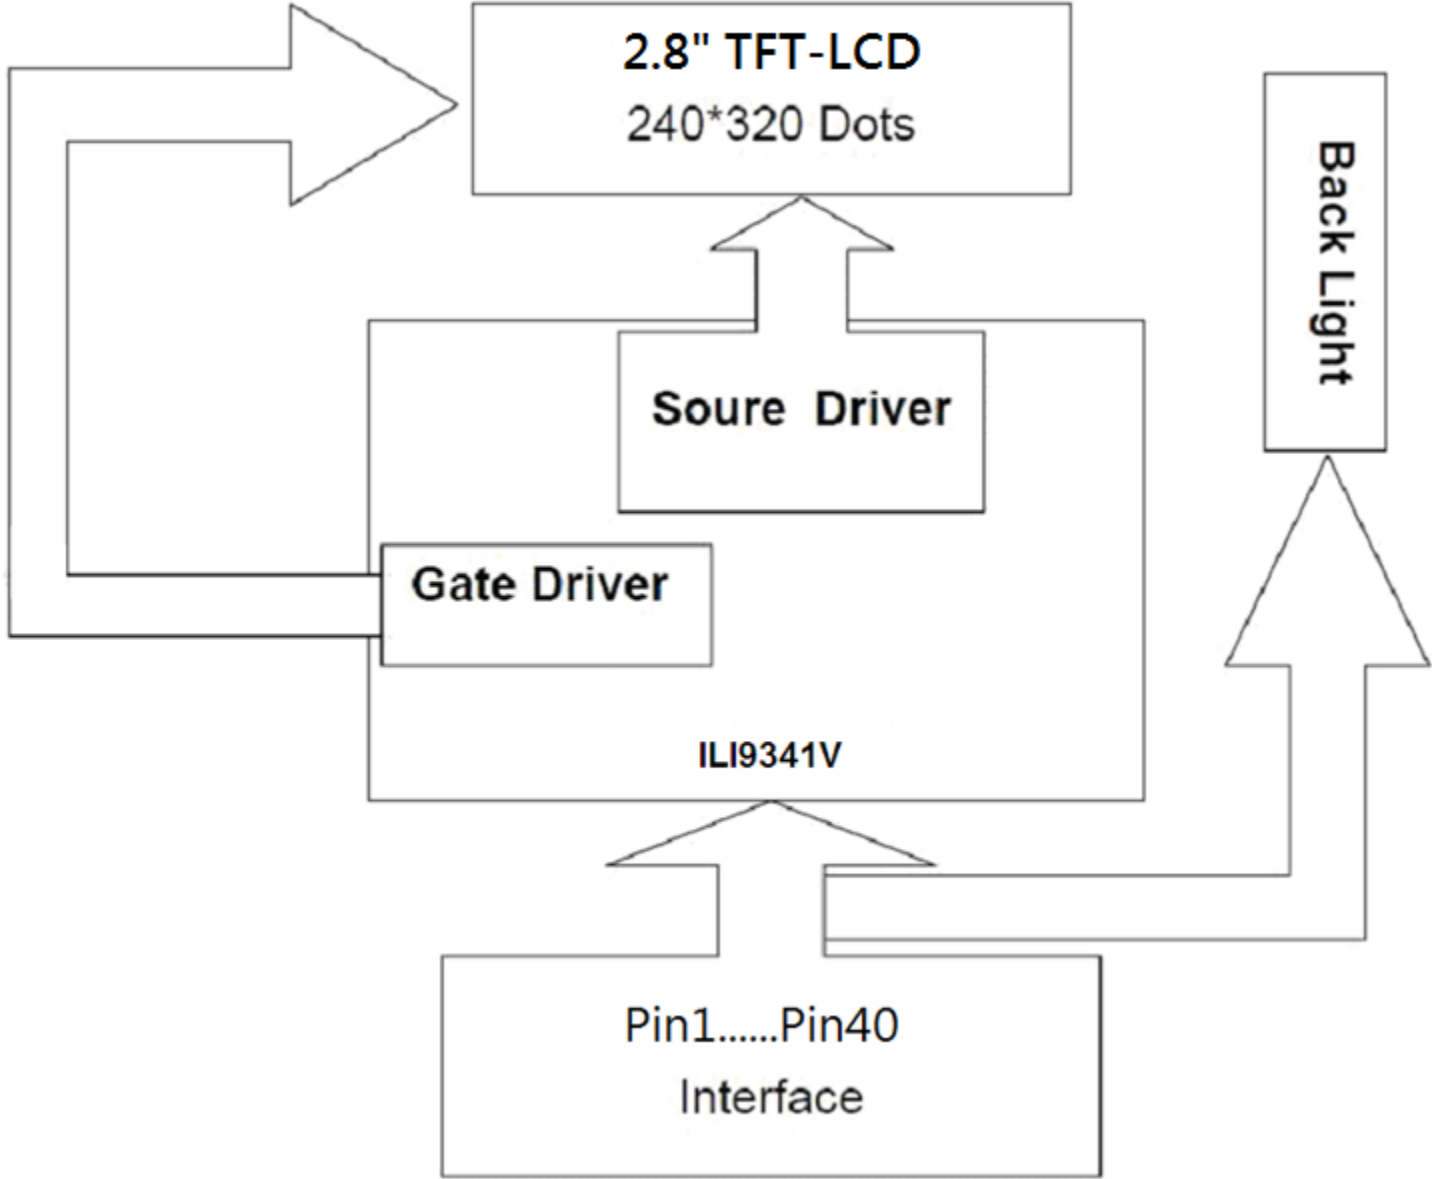 2.8" TFT-LCD
240*320 Dots
Back Light
Soure Driver
Gate Driver
ILI9341V
Pin1......Pin40
Interface